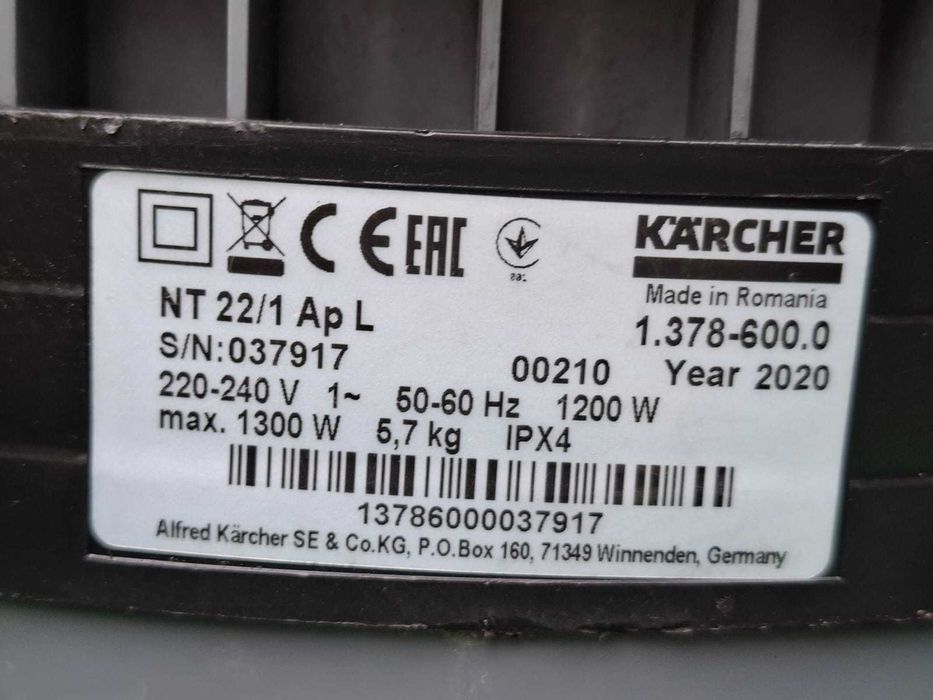 CE EAC
KÄRCHER
Made in Romania
NT 22/1 Ap L
1.378-600.0
S/N:037917
00210 Year 2020
220-240 V 1~ 50-60 Hz 1200 W
max. 1300 W 5,7 kg IPX4
13786000037917
Alfred Kärcher SE & Co.KG, P.O.Box 160, 71349 Winnenden, Germany